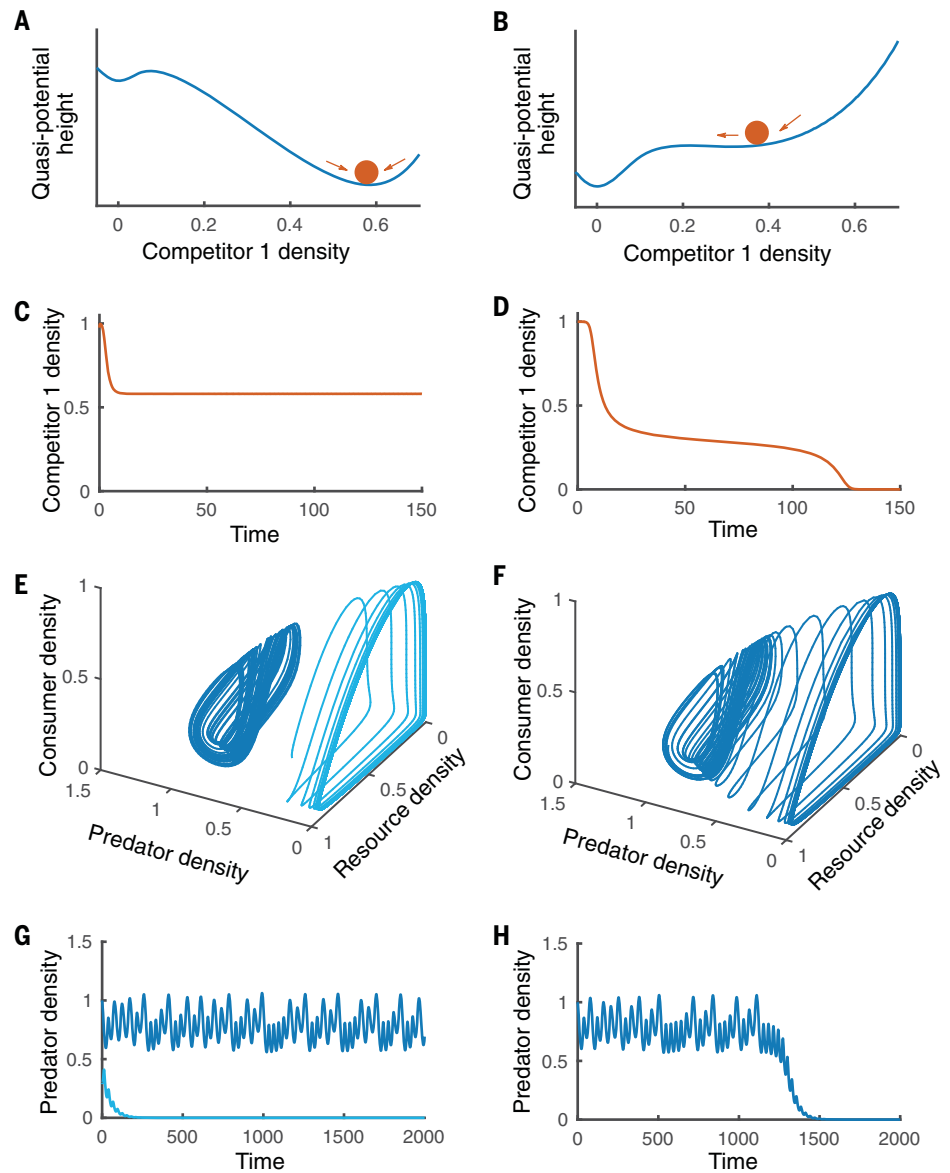 A
Quasi-potential
height
0
0.2
0.4
0.6
Competitor 1 density
B
Quasi-potential
height
0
0.2
0.4
0.6
Competitor 1 density
C
Competitor 1 density
1
0.5
0
0
50
100
150
Time
D
Competitor 1 density
1
0.5
0
0
50
100
150
Time
E
Consumer density
1
0.5
0
1.5
1
0.5
0
Predator density
1
0.5
0
Resource density
F
Consumer density
1
0.5
0
1.5
1
0.5
0
Predator density
1
0.5
0
Resource density
G
Predator density
1.5
1
0.5
0
0
500
1000
1500
2000
Time
H
Predator density
1.5
1
0.5
0
0
500
1000
1500
2000
Time